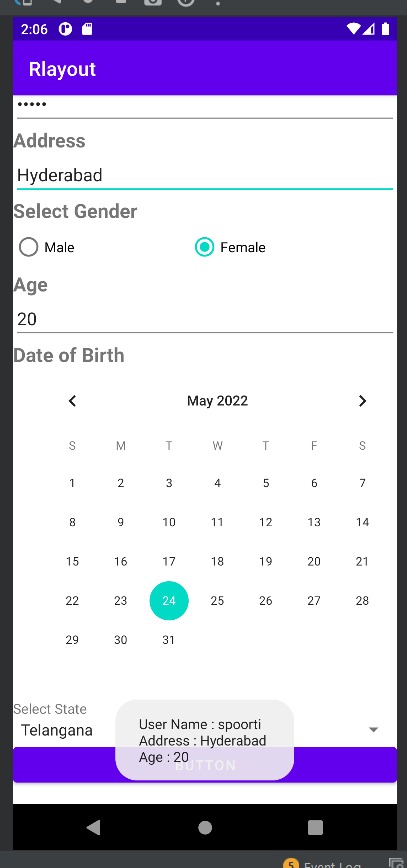 2:06
Rlayout
•••••
Address
Hyderabad
Select Gender
Male Female
Age
20
Date of Birth
May 2022
S M T W T F S
1 2 3 4 5 6 7
8 9 10 11 12 13 14
15 16 17 18 19 20 21
22 23 24 25 26 27 28
29 30 31
Select State
Telangana
User Name : spoorti
Address : Hyderabad
Age : 20
BUTTON
5 Event Log